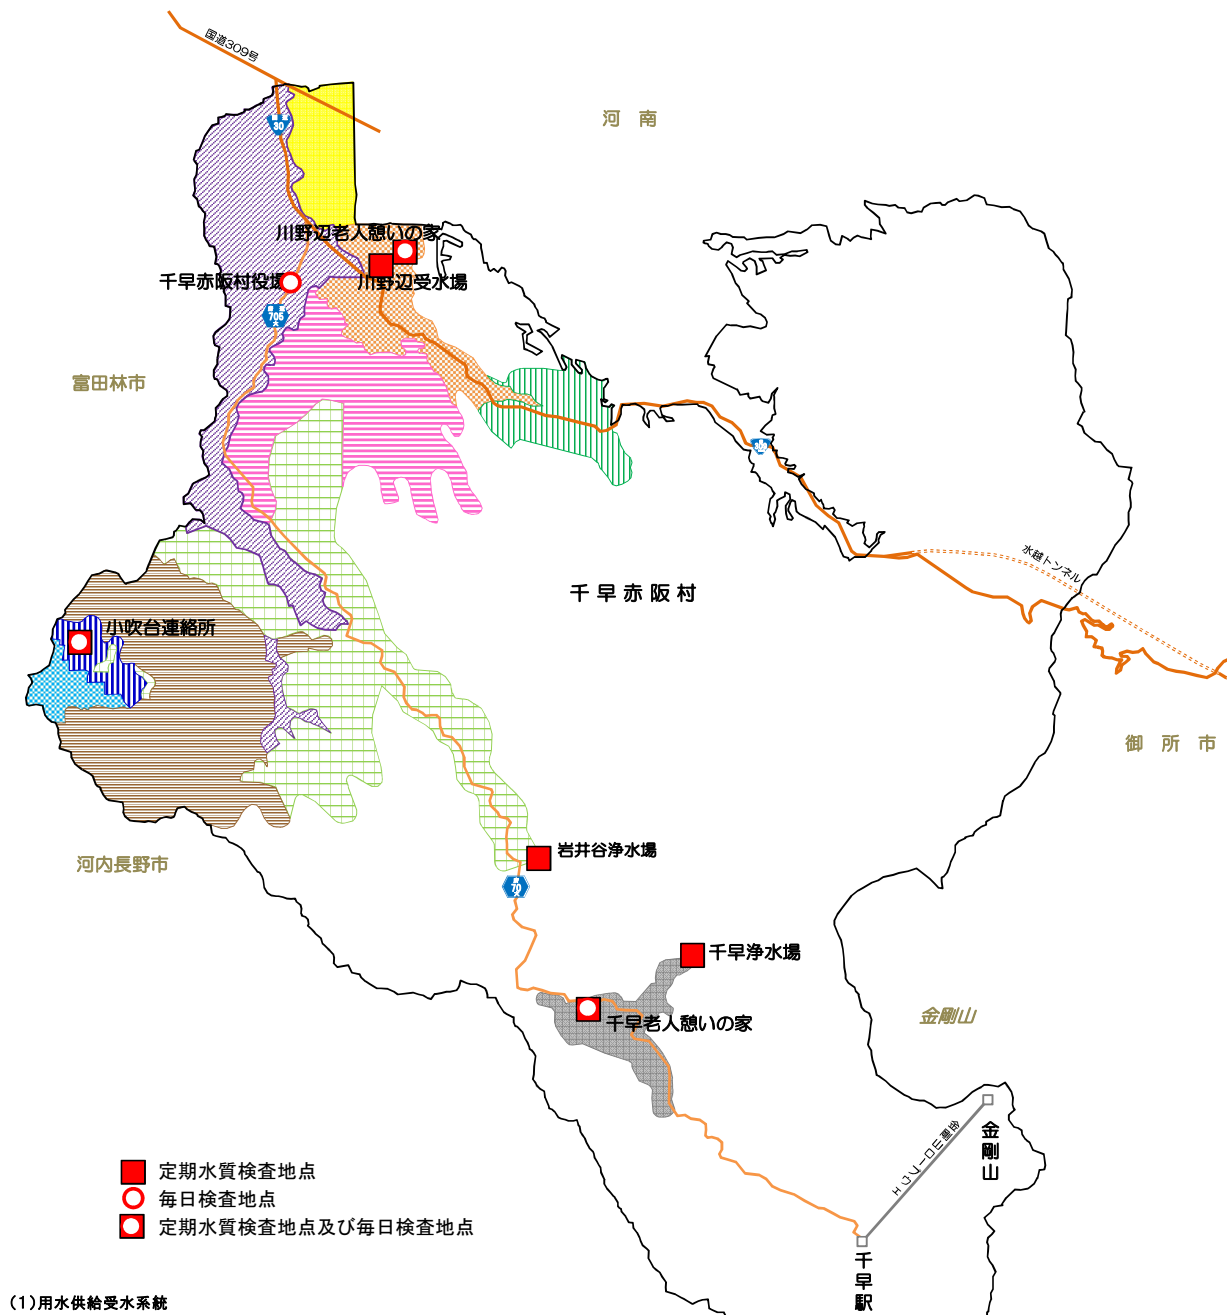 国道309号
河南
30
川野辺老人憩いの家
千早赤阪村役場
川野辺受水場
705
富田林市
309
水越トンネル
千早赤阪村
小吹台連絡所
御所市
岩井谷浄水場
河内長野市
70
千早浄水場
千早老人憩いの家
金剛山
金剛山
金剛山ロープウェイ
定期水質検査地点
毎日検査地点
定期水質検査地点及び毎日検査地点
千早駅
(1)用水供給受水系統